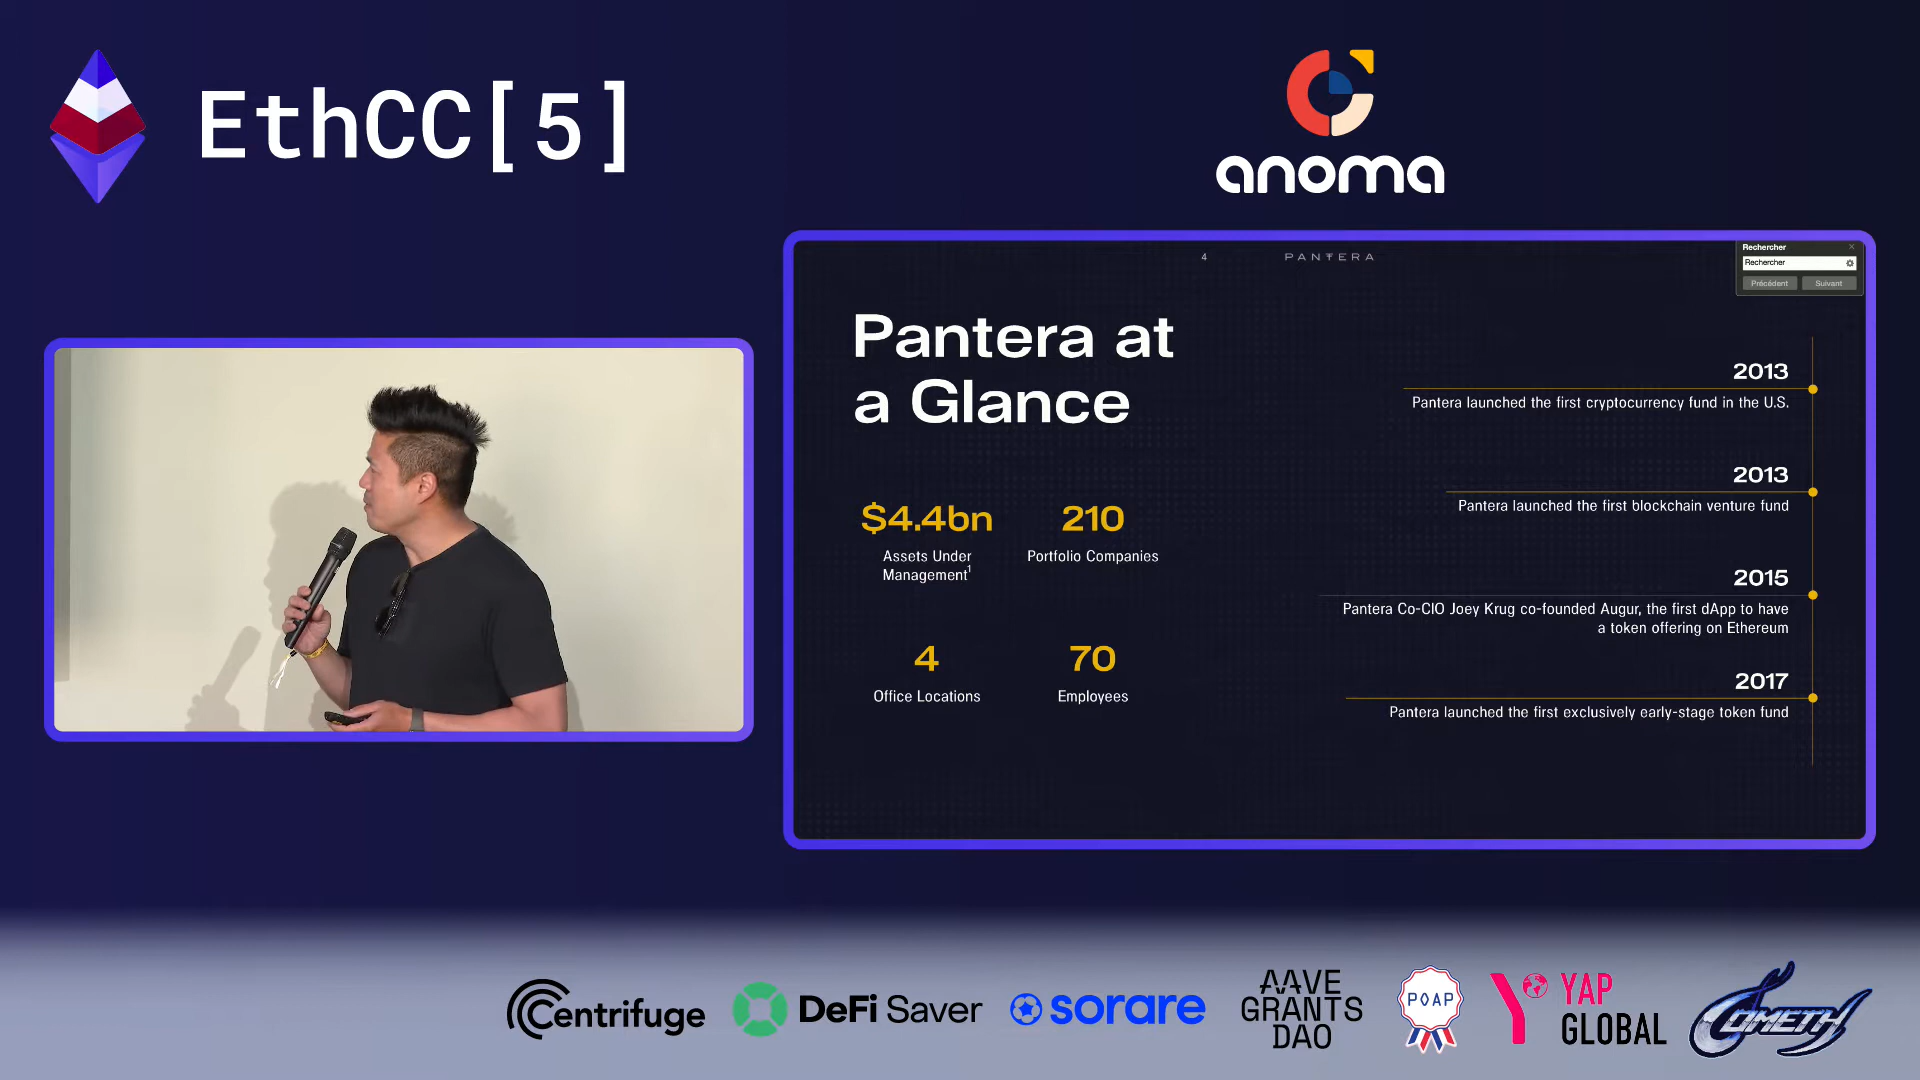 EthCC[5]
anoma
4
PANTERA
Rechercher
Rechercher
Précédent
Suivant
Pantera at
a Glance
$4.4bn
Assets Under
Management¹
210
Portfolio Companies
4
Office Locations
70
Employees
2013
Pantera launched the first cryptocurrency fund in the U.S.
2013
Pantera launched the first blockchain venture fund
2015
Pantera Co-CIO Joey Krug co-founded Augur, the first dApp to have
a token offering on Ethereum
2017
Pantera launched the first exclusively early-stage token fund
Centrifuge
DeFi Saver
sorare
AAVE
GRANTS
DAO
POAP
YAP
GLOBAL
COMETH